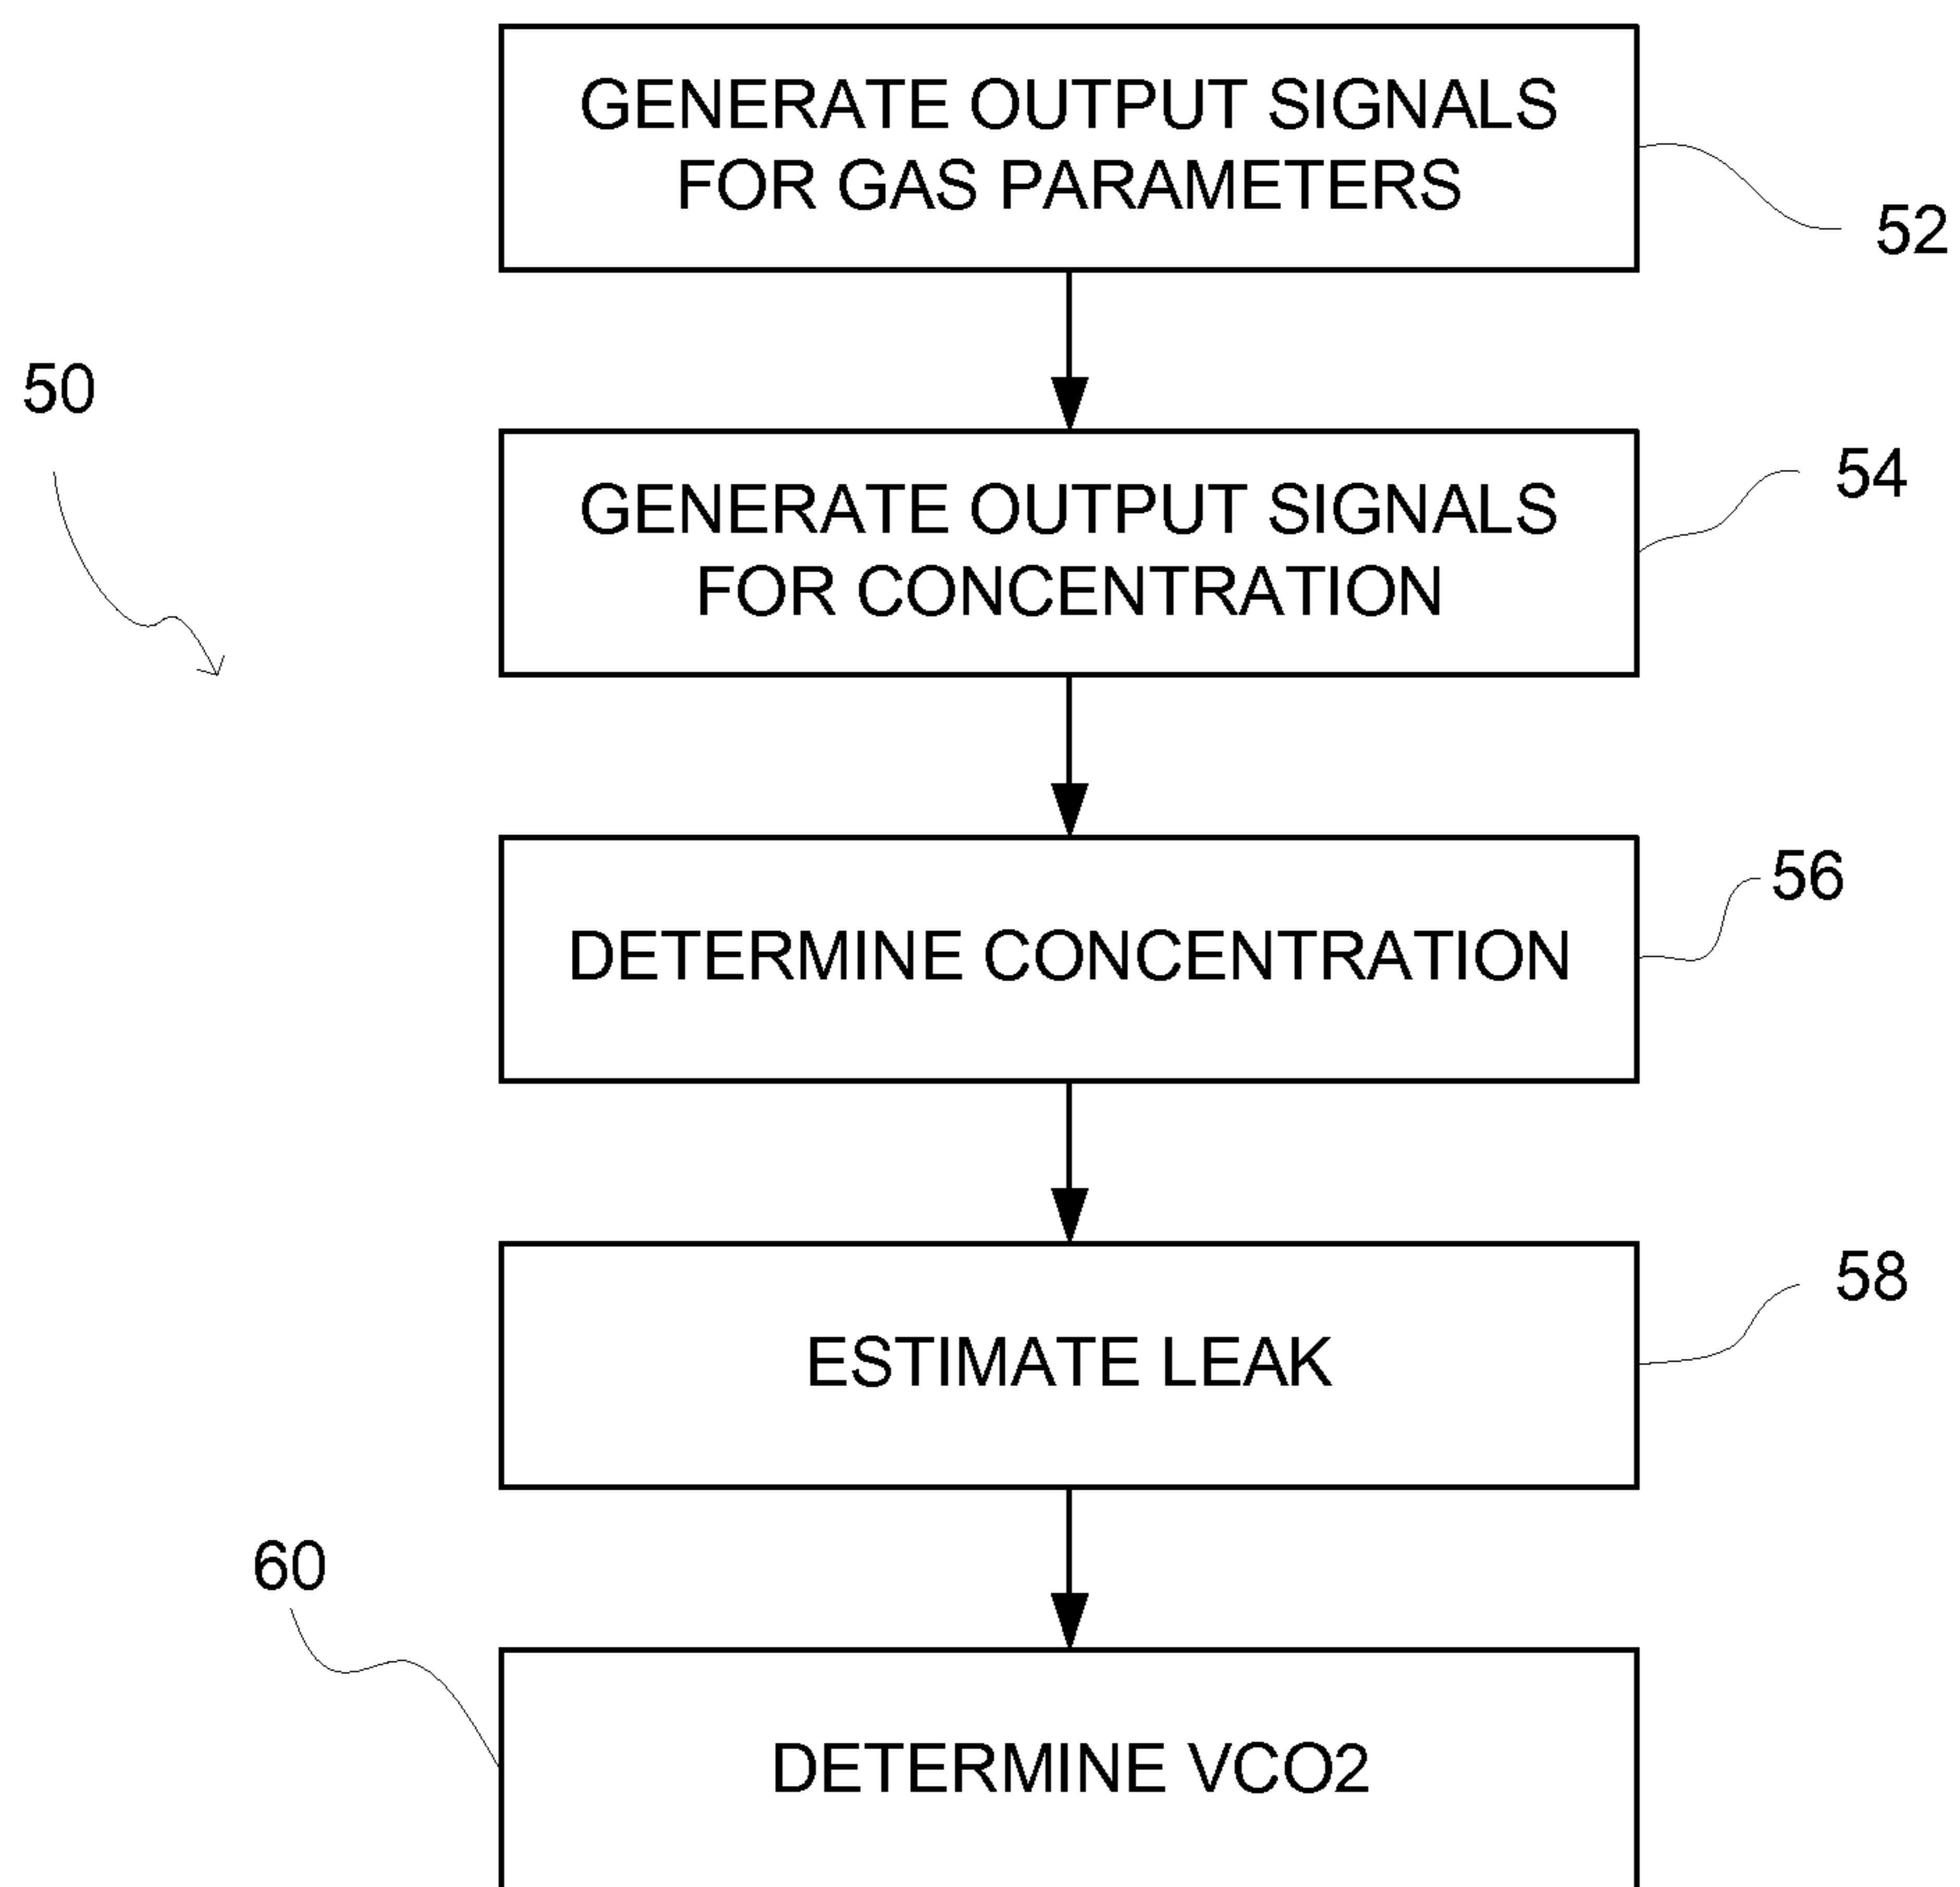 GENERATE OUTPUT SIGNALS
FOR GAS PARAMETERS
52
50
GENERATE OUTPUT SIGNALS
FOR CONCENTRATION
54
DETERMINE CONCENTRATION
56
ESTIMATE LEAK
58
60
DETERMINE VCO2